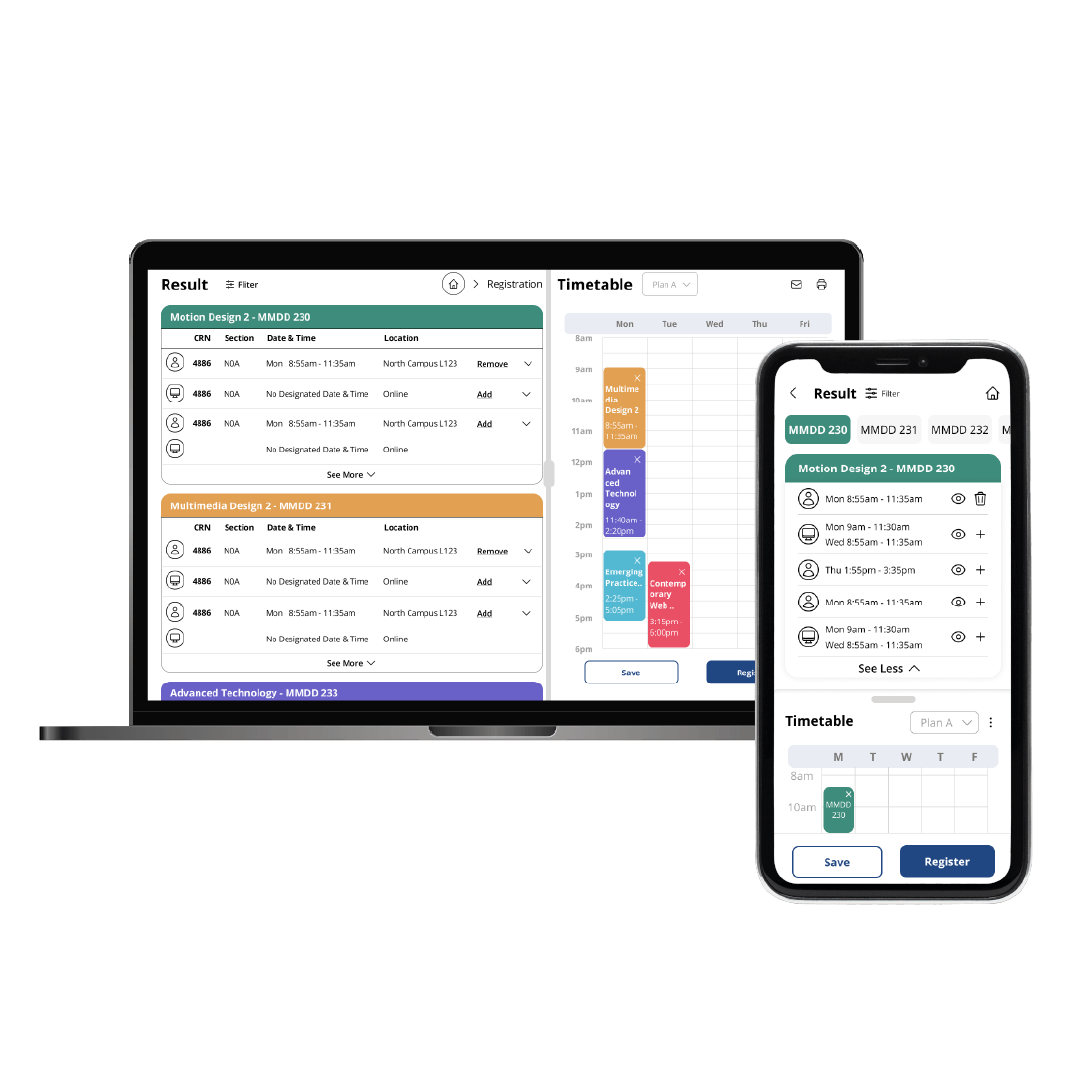 Result
Filter
Registration
Motion Design 2 - MMDD 230
CRN Section Date & Time Location
4886 N0A Mon 8:55am - 11:35am North Campus L123 Remove
4886 N0A No Designated Date & Time Online Add
4886 N0A Mon 8:55am - 11:35am North Campus L123 Add
No Designated Date & Time Online
See More
Multimedia Design 2 - MMDD 231
CRN Section Date & Time Location
4886 N0A Mon 8:55am - 11:35am North Campus L123 Remove
4886 N0A No Designated Date & Time Online Add
4886 N0A Mon 8:55am - 11:35am North Campus L123 Add
No Designated Date & Time Online
See More
Advanced Technology - MMDD 233
Timetable
Plan A
Mon Tue Wed Thu Fri
8am
9am
10am
11am
12pm
1pm
2pm
3pm
4pm
5pm
6pm
Multime
dia
Design 2
8:55am -
11:35am
Advan
ced
Technol
ogy
11:40am -
2:20pm
Emerging
Practice..
2:25pm -
5:05pm
Contemp
orary
Web ..
3:15pm -
6:00pm
Save
Regi
Result
Filter
MMDD 230 MMDD 231 MMDD 232 M
Motion Design 2 - MMDD 230
Mon 8:55am - 11:35am
Mon 9am - 11:30am
Wed 8:55am - 11:35am
Thu 1:55pm - 3:35pm
Mon 8:55am - 11:35am
Mon 9am - 11:30am
Wed 8:55am - 11:35am
See Less
Timetable
Plan A
M T W T F
8am
10am
MMDD
230
Save
Register